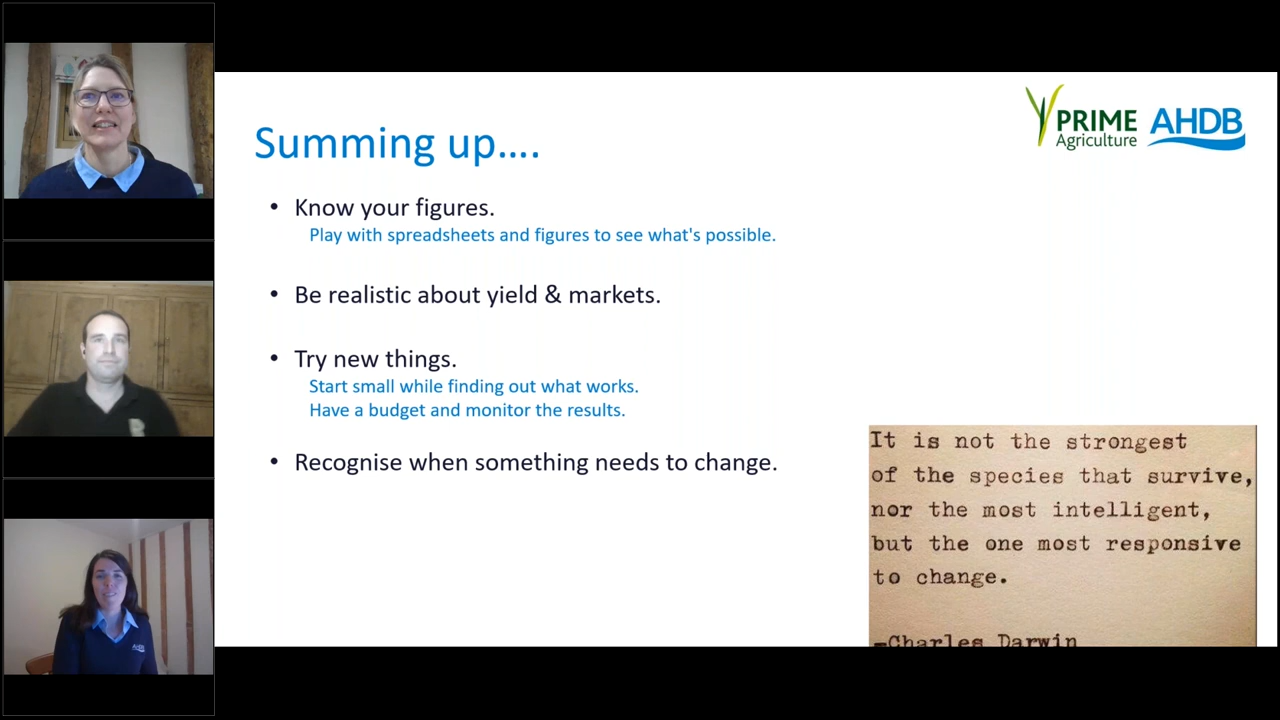 PRIME
Agriculture
AHDB
Summing up....
• Know your figures.
Play with spreadsheets and figures to see what's possible.
• Be realistic about yield & markets.
• Try new things.
Start small while finding out what works.
Have a budget and monitor the results.
• Recognise when something needs to change.
It is not the strongest
of the species that survive,
nor the most intelligent,
but the one most responsive
to change.
—Charles Darwin
AHDB